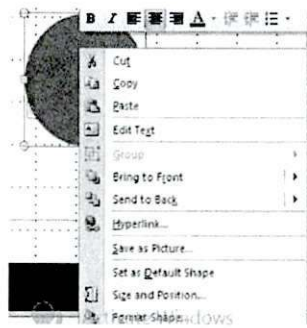 B I A
Cut
Copy
Paste
Edit Text
Group
Bring to Front
Send to Back
Hyperlink...
Save as Picture...
Set as Default Shape
Size and Position...
Format Shape...